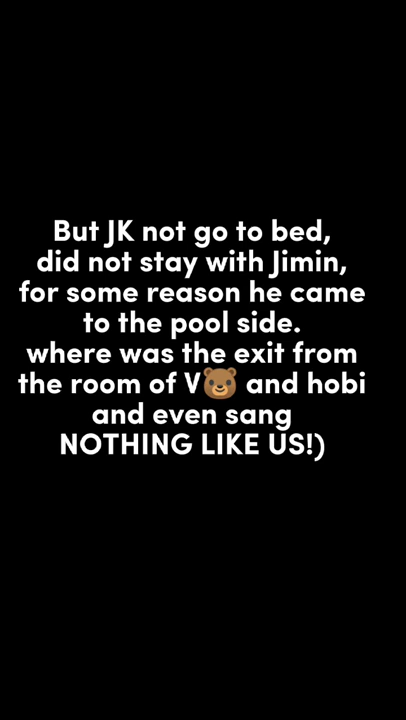 But JK not go to bed,
did not stay with Jimin,
for some reason he came
to the pool side.
where was the exit from
the room of V🐻 and hobi
and even sang
NOTHING LIKE US!)